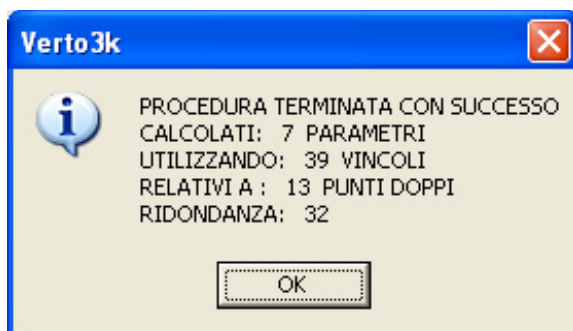 Verto3k
PROCEDURA TERMINATA CON SUCCESSO
CALCOLATI: 7 PARAMETRI
UTILIZZANDO: 39 VINCOLI
RELATIVI A : 13 PUNTI DOPPI
RIDONDANZA: 32
OK